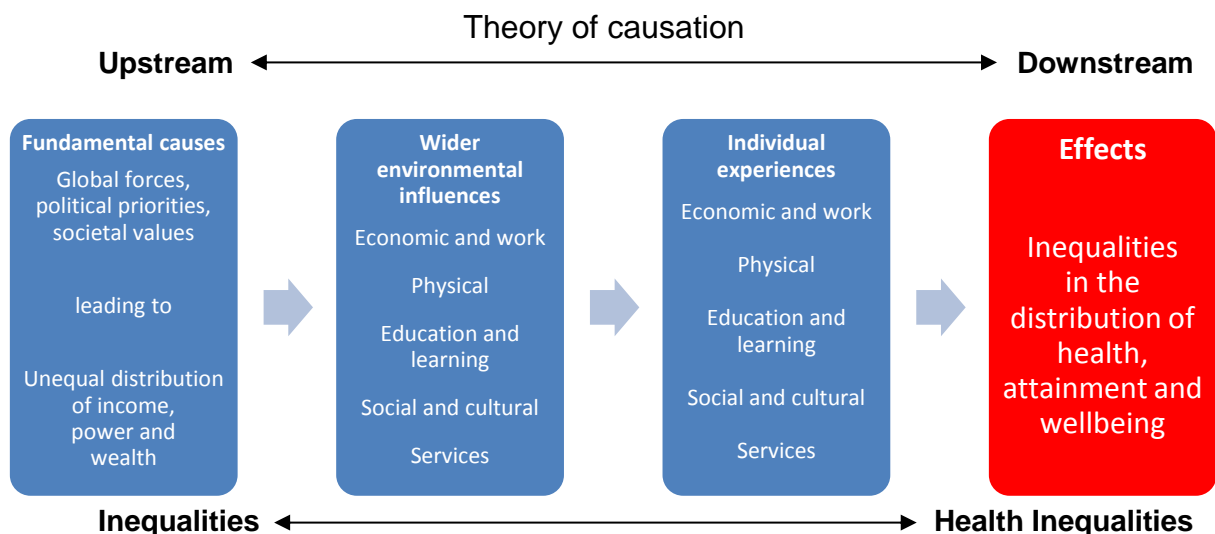 Theory of causation
Upstream
Downstream
Fundamental causes
Global forces,
political priorities,
societal values
leading to
Unequal distribution
of income,
power and
wealth
Wider
environmental
influences
Economic and work
Physical
Education and
learning
Social and cultural
Services
Individual
experiences
Economic and work
Physical
Education and
learning
Social and cultural
Services
Effects
Inequalities
in the
distribution of
health,
attainment and
wellbeing
Inequalities
Health Inequalities